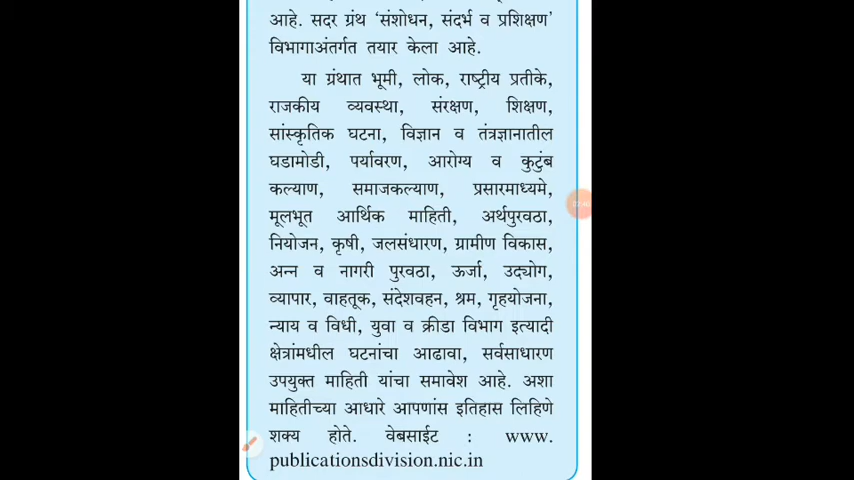 आहे. सदर ग्रंथ ‘संशोधन, संदर्भ व प्रशिक्षण’
विभागाअंतर्गत तयार केला आहे.
या ग्रंथात भूमी, लोक, राष्ट्रीय प्रतीके,
राजकीय व्यवस्था, संरक्षण, शिक्षण,
सांस्कृतिक घटना, विज्ञान व तंत्रज्ञानातील
घडामोडी, पर्यावरण, आरोग्य व कुटुंब
कल्याण, समाजकल्याण, प्रसारमाध्यमे,
मूलभूत आर्थिक माहिती, अर्थपुरवठा,
नियोजन, कृषी, जलसंधारण, ग्रामीण विकास,
अन्न व नागरी पुरवठा, ऊर्जा, उद्योग,
व्यापार, वाहतूक, संदेशवहन, श्रम, गृहयोजना,
न्याय व विधी, युवा व क्रीडा विभाग इत्यादी
क्षेत्रांमधील घटनांचा आढावा, सर्वसाधारण
उपयुक्त माहिती यांचा समावेश आहे. अशा
माहितीच्या आधारे आपणांस इतिहास लिहिणे
शक्य होते. वेबसाईट : www.
publicationsdivision.nic.in